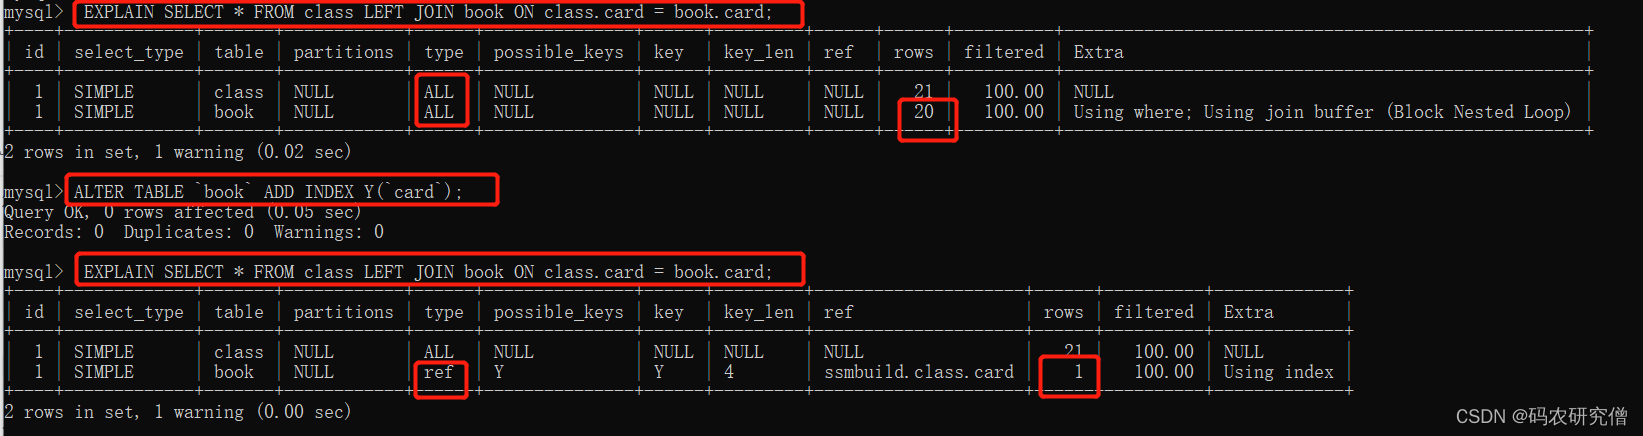 mysql> EXPLAIN SELECT * FROM class LEFT JOIN book ON class.card = book.card;
| id | select_type | table | partitions | type | possible_keys | key | key_len | ref | rows | filtered | Extra |
| 1 | SIMPLE | class | NULL | ALL | NULL | NULL | NULL | NULL | 21 | 100.00 | NULL |
| 1 | SIMPLE | book | NULL | ALL | NULL | NULL | NULL | NULL | 20 | 100.00 | Using where; Using join buffer (Block Nested Loop) |
2 rows in set, 1 warning (0.02 sec)
mysql> ALTER TABLE `book` ADD INDEX Y(`card`);
Query OK, 0 rows affected (0.05 sec)
Records: 0  Duplicates: 0  Warnings: 0
mysql> EXPLAIN SELECT * FROM class LEFT JOIN book ON class.card = book.card;
| id | select_type | table | partitions | type | possible_keys | key | key_len | ref | rows | filtered | Extra |
| 1 | SIMPLE | class | NULL | ALL | NULL | NULL | NULL | NULL | 21 | 100.00 | NULL |
| 1 | SIMPLE | book | NULL | ref | Y | Y | 4 | ssmbuild.class.card | 1 | 100.00 | Using index |
2 rows in set, 1 warning (0.00 sec)
CSDN @码农研究僧